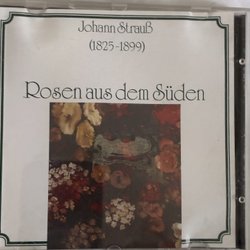 Johann Strauß
(1825-1899)
Rosen aus dem Süden